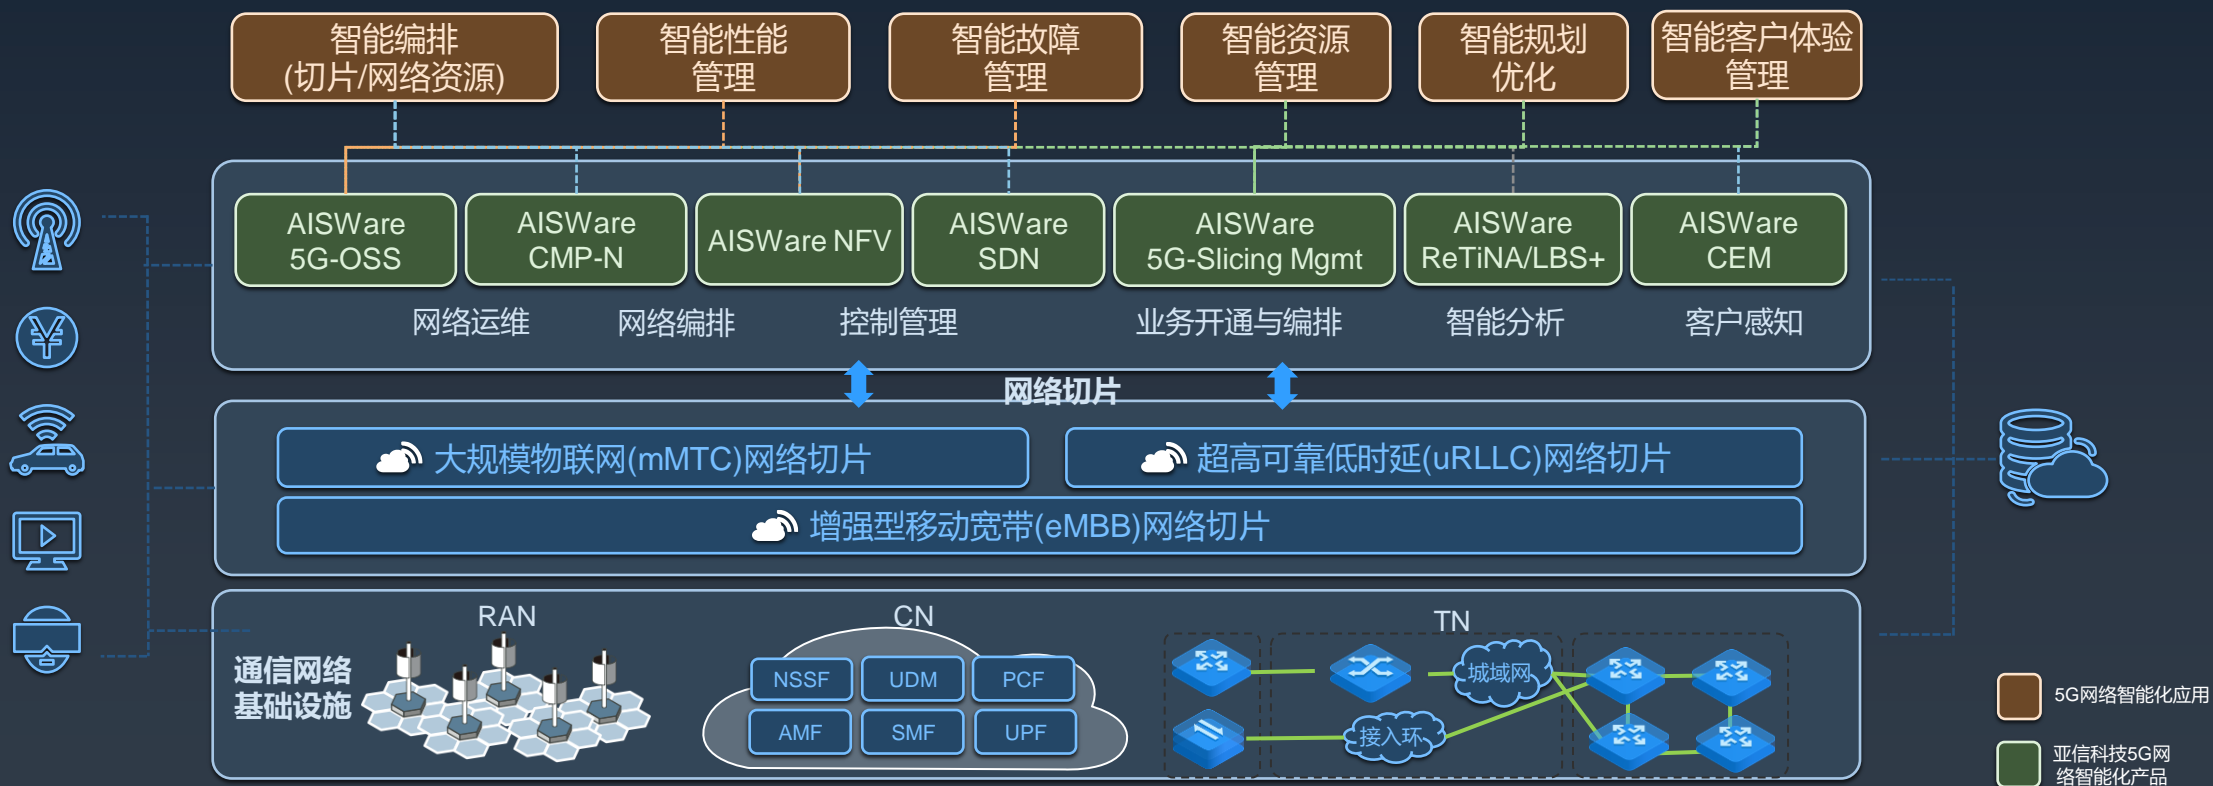 智能编排
(切片/网络资源)
智能性能
管理
智能故障
管理
智能资源
管理
智能规划
优化
智能客户体验
管理
AISWare
5G-OSS
AISWare
CMP-N
AISWare NFV
AISWare
SDN
AISWare
5G-Slicing Mgmt
AISWare
ReTiNA/LBS+
AISWare
CEM
网络运维
网络编排
控制管理
业务开通与编排
智能分析
客户感知
网络切片
大规模物联网(mMTC)网络切片
超高可靠低时延(uRLLC)网络切片
增强型移动宽带(eMBB)网络切片
通信网络
基础设施
RAN
CN
NSSF
UDM
PCF
AMF
SMF
UPF
TN
城域网
接入环
5G网络智能化应用
亚信科技5G网
络智能化产品